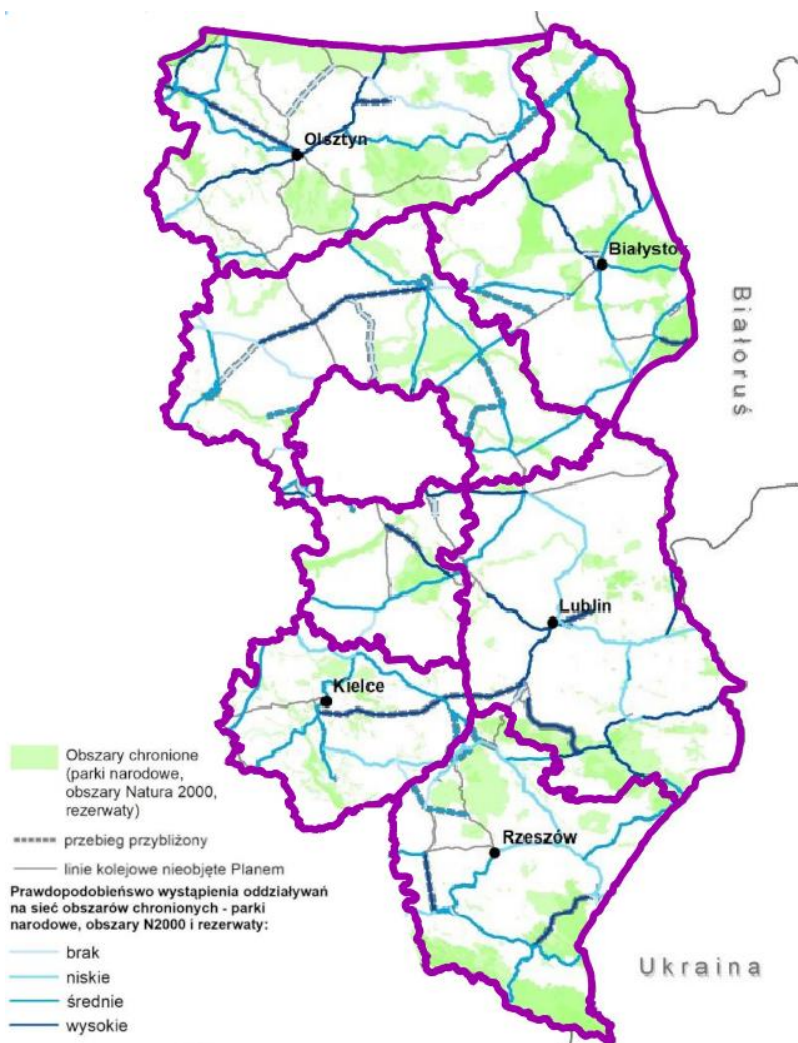 Olsztyn
Białystok
Białoruś
Lublin
Kielce
Rzeszów
Ukraina
Obszary chronione
(parki narodowe,
obszary Natura 2000,
rezerwaty)
przebieg przybliżony
linie kolejowe nieobjęte Planem
Prawdopodobieńswo wystąpienia oddziaływań
na sieć obszarów chronionych - parki
narodowe, obszary N2000 i rezerwaty:
brak
niskie
średnie
wysokie